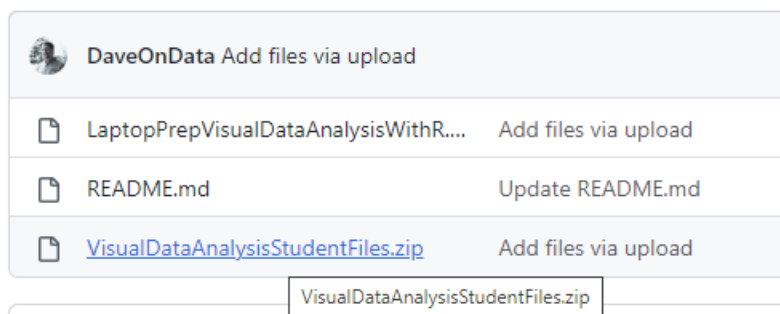 DaveOnData Add files via upload
LaptopPrepVisualDataAnalysisWithR.... Add files via upload
README.md Update README.md
VisualDataAnalysisStudentFiles.zip Add files via upload
VisualDataAnalysisStudentFiles.zip